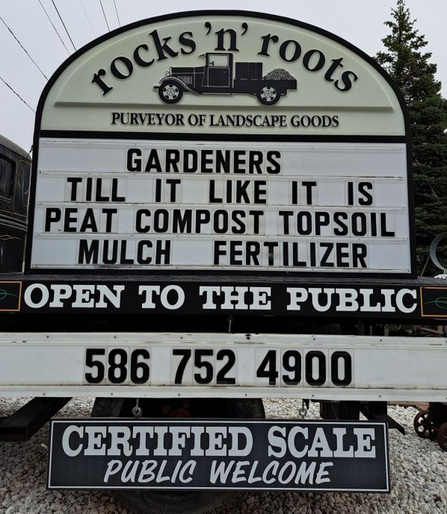 rocks 'n' roots
PURVEYOR OF LANDSCAPE GOODS
GARDENERS
TILL IT LIKE IT IS
PEAT COMPOST TOPSOIL
MULCH FERTILIZER
OPEN TO THE PUBLIC
586 752 4900
CERTIFIED SCALE
PUBLIC WELCOME